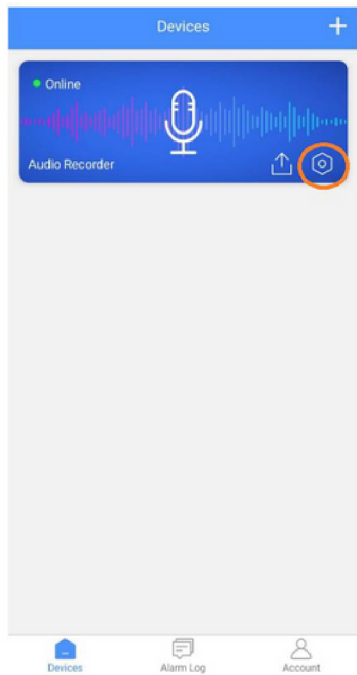 Devices
Online
Audio Recorder
Devices
Alarm Log
Account